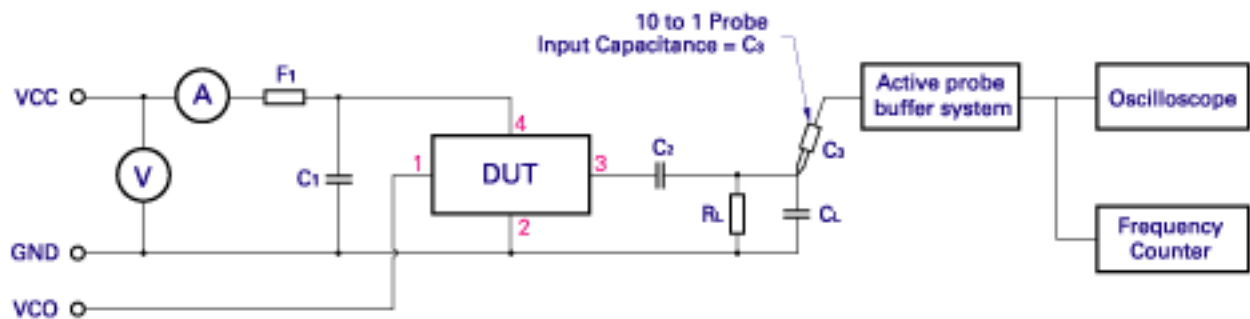 10 to 1 Probe
Input Capacitance = C3
VCC
A
F1
4
Active probe
buffer system
Oscilloscope
V
C1
1
DUT
3
C2
C3
2
RL
CL
GND
Frequency
Counter
VCO